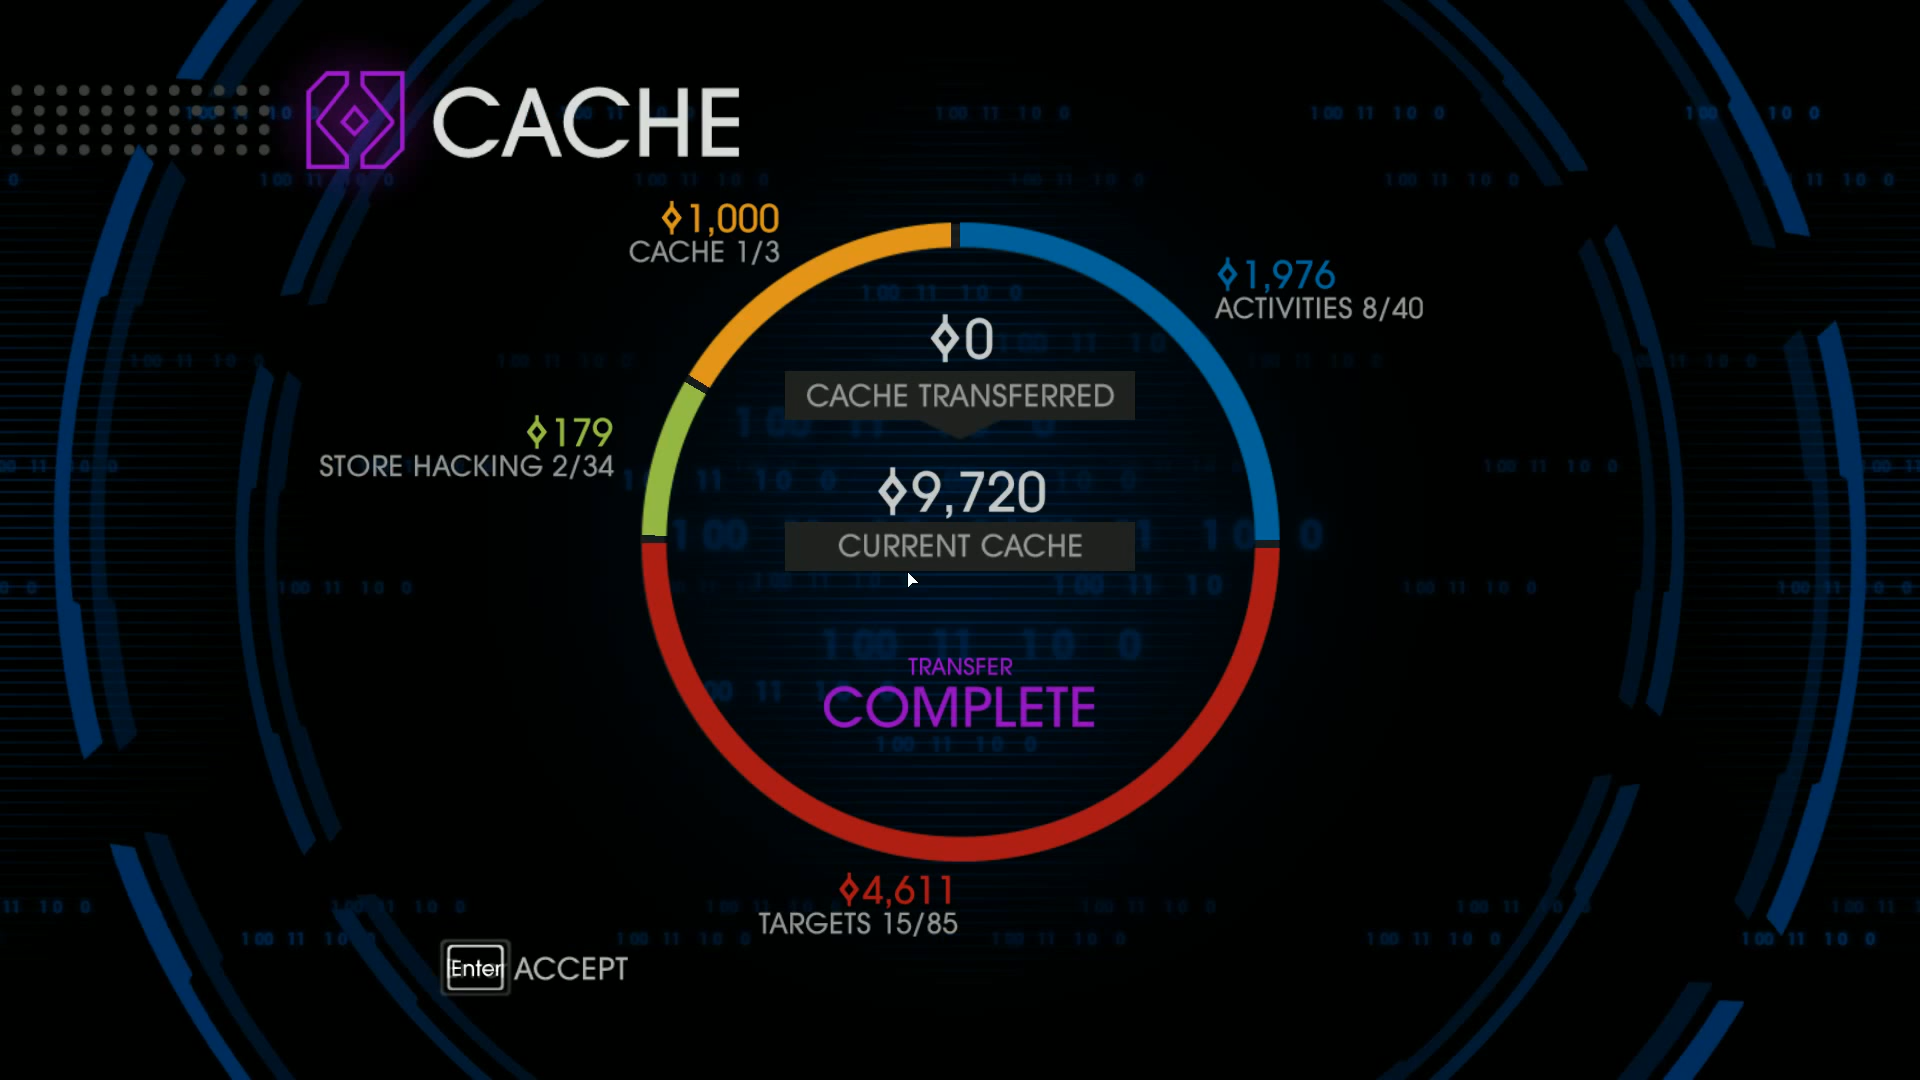 CACHE
1,000
CACHE 1/3
1,976
ACTIVITIES 8/40
0
CACHE TRANSFERRED
179
STORE HACKING 2/34
9,720
CURRENT CACHE
TRANSFER
COMPLETE
4,611
TARGETS 15/85
Enter ACCEPT